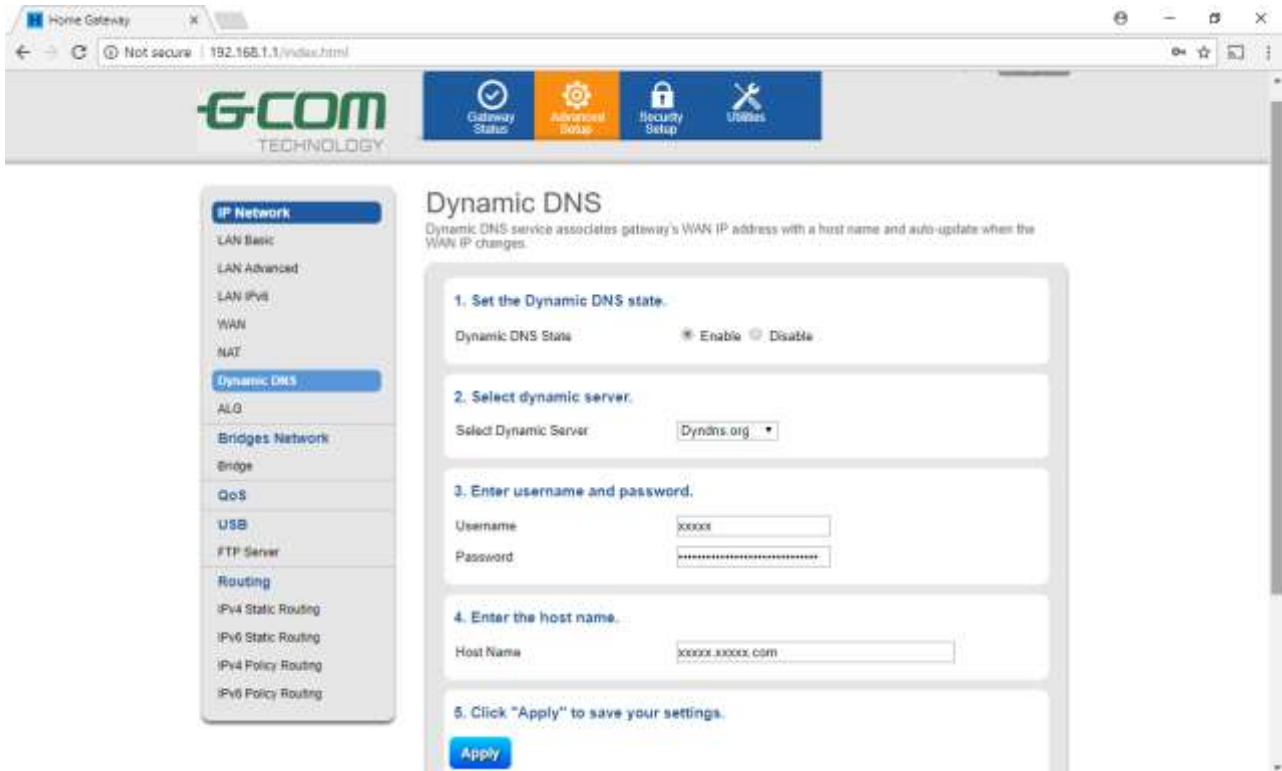 Home Gateway
Not secure | 192.168.1.1/index.html
G-COM
TECHNOLOGY
Gateway Status
Advanced Setup
Security Setup
Utilities
IP Network
LAN Basic
LAN Advanced
LAN IPv6
WAN
NAT
Dynamic DNS
ALG
Bridges Network
Bridge
QoS
USB
FTP Server
Routing
IPv4 Static Routing
IPv6 Static Routing
IPv4 Policy Routing
IPv6 Policy Routing
Dynamic DNS
Dynamic DNS service associates gateway's WAN IP address with a host name and auto-update when the
WAN IP changes.
1. Set the Dynamic DNS state.
Dynamic DNS State Enable Disable
2. Select dynamic server.
Select Dynamic Server Dyndns.org
3. Enter username and password.
Username xxxxx
Password
4. Enter the host name.
Host Name xxxxx.xxxxx.com
5. Click "Apply" to save your settings.
Apply